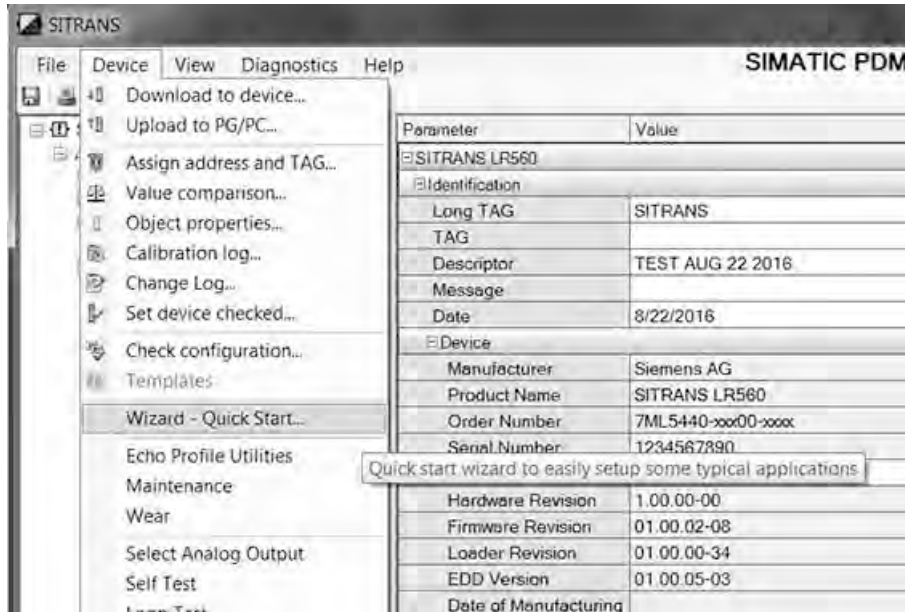 SITRANS
File Device View Diagnostics Help
SIMATIC PDM
Download to device...
Upload to PG/PC...
Assign address and TAG...
Value comparison...
Object properties...
Calibration log...
Change Log...
Set device checked...
Check configuration...
Templates
Wizard - Quick Start...
Echo Profile Utilities
Maintenance
Wear
Select Analog Output
Self Test
Parameter Value
SITRANS LR560
Identification
Long TAG SITRANS
TAG
Descriptor TEST AUG 22 2016
Message
Date 8/22/2016
Device
Manufacturer Siemens AG
Product Name SITRANS LR560
Order Number 7ML5440-xxx00-xxxx
Serial Number 1234567890
Quick start wizard to easily setup some typical applications
Hardware Revision 1.00.00-00
Firmware Revision 01.00.02-08
Loader Revision 01.00.00-34
EDD Version 01.00.05-03
Date of Manufacturing